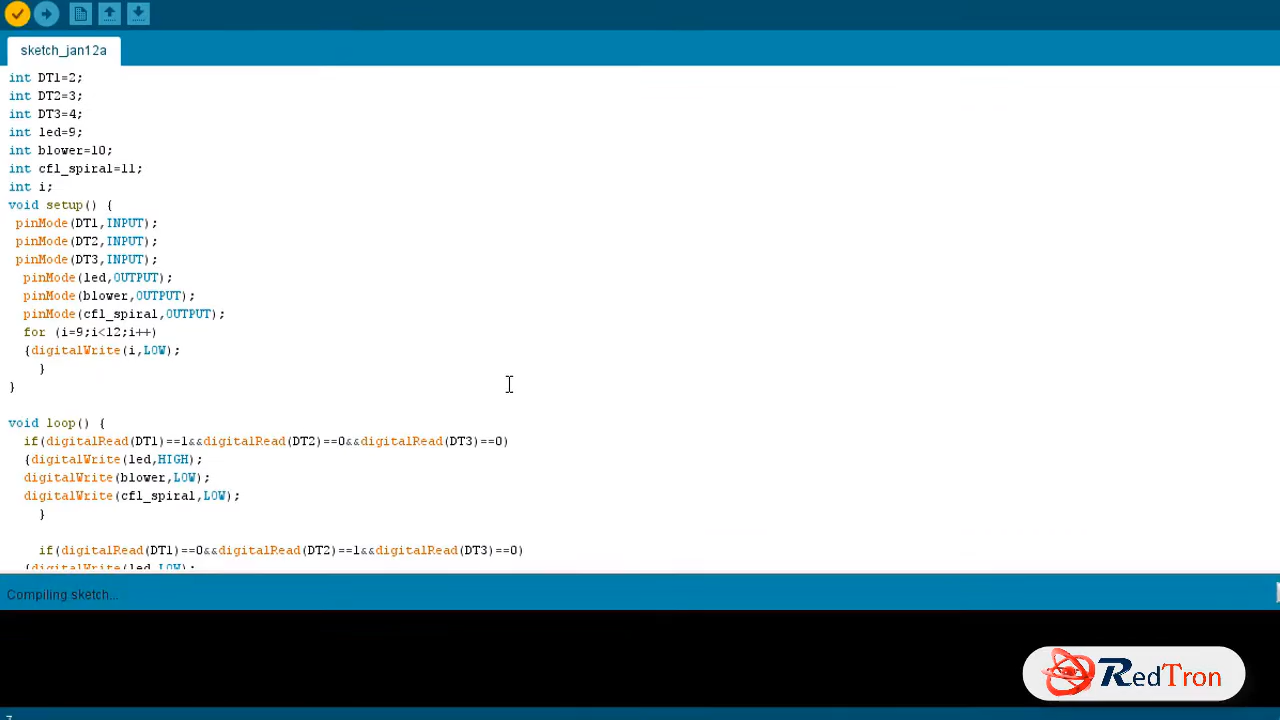 sketch_jan12a
int DT1=2;
int DT2=3;
int DT3=4;
int led=9;
int blower=10;
int cfl_spiral=11;
int i;
void setup() {
pinMode(DT1,INPUT);
pinMode(DT2,INPUT);
pinMode(DT3,INPUT);
pinMode(led,OUTPUT);
pinMode(blower,OUTPUT);
pinMode(cfl_spiral,OUTPUT);
for (i=9;i<12;i++)
{digitalWrite(i,LOW);
}
}
void loop() {
if(digitalRead(DT1)==1&&digitalRead(DT2)==0&&digitalRead(DT3)==0)
{digitalWrite(led,HIGH);
digitalWrite(blower,LOW);
digitalWrite(cfl_spiral,LOW);
}
if(digitalRead(DT1)==0&&digitalRead(DT2)==1&&digitalRead(DT3)==0)
{digitalWrite(led,LOW);
Compiling sketch...
RedTron